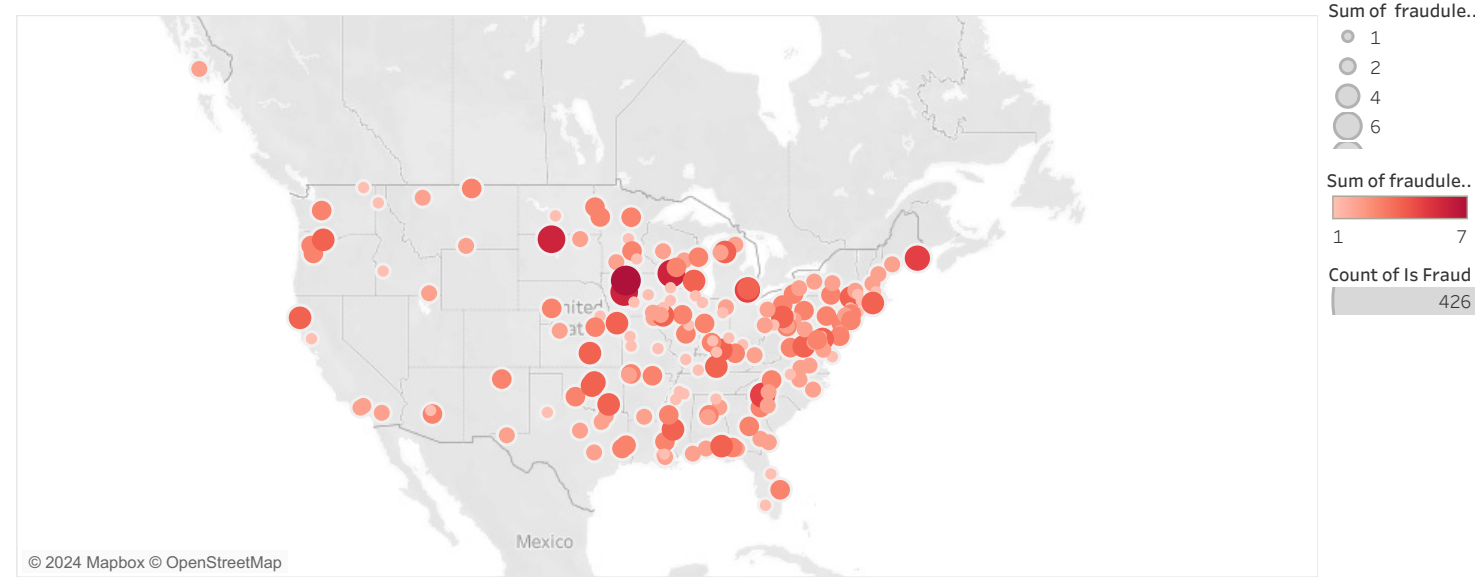 Sum of fraudule..
1
2
4
6
Sum of fraudule..
1 7
Count of Is Fraud
426
Mexico
© 2024 Mapbox © OpenStreetMap